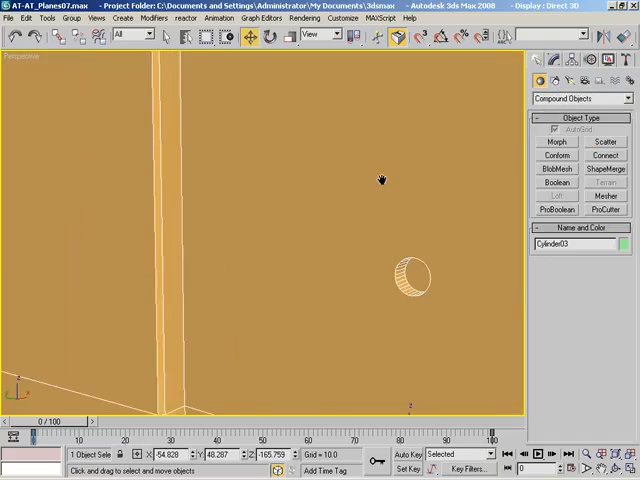 AT-AT_Planes07.max - Project Folder: C:\Documents and Settings\Administrator\My Documents\3dsmax - Autodesk 3ds Max 2008 - Display : Direct 3D
File Edit Tools Group Views Create Modifiers reactor Animation Graph Editors Rendering Customize MAXScript Help
All View
Perspective
Compound Objects
Object Type
AutoGrid
Morph Scatter
Conform Connect
BlobMesh ShapeMerge
Boolean Terrain
Loft Mesher
ProBoolean ProCutter
Name and Color
Cylinder03
z
z
0 / 100
0 10 20 30 40 50 60 70 80 90 100
1 Object Sele X: -54.828 Y: 48.287 Z: -165.759 Grid = 10.0 Auto Key Selected
Click and drag to select and move objects Add Time Tag Set Key Key Filters... 0